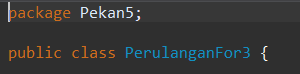 package Pekan5;
public class PerulanganFor3 {